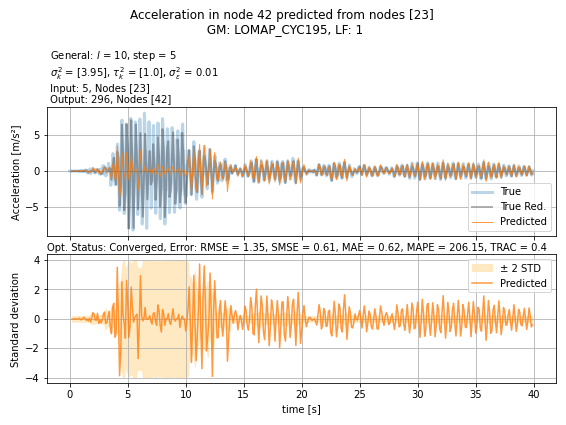 Acceleration in node 42 predicted from nodes [23]
GM: LOMAP_CYC195, LF: 1
General: l = 10, step = 5
σ²ₖ = [3.95], τ²ₖ = [1.0], σ²ε = 0.01
Input: 5, Nodes [23]
Output: 296, Nodes [42]
Acceleration [m/s²]
5
0
−5
True
True Red.
Predicted
Opt. Status: Converged, Error: RMSE = 1.35, SMSE = 0.61, MAE = 0.62, MAPE = 206.15, TRAC = 0.4
Standard deviation
4
2
0
−2
−4
± 2 STD
Predicted
0 5 10 15 20 25 30 35 40
time [s]